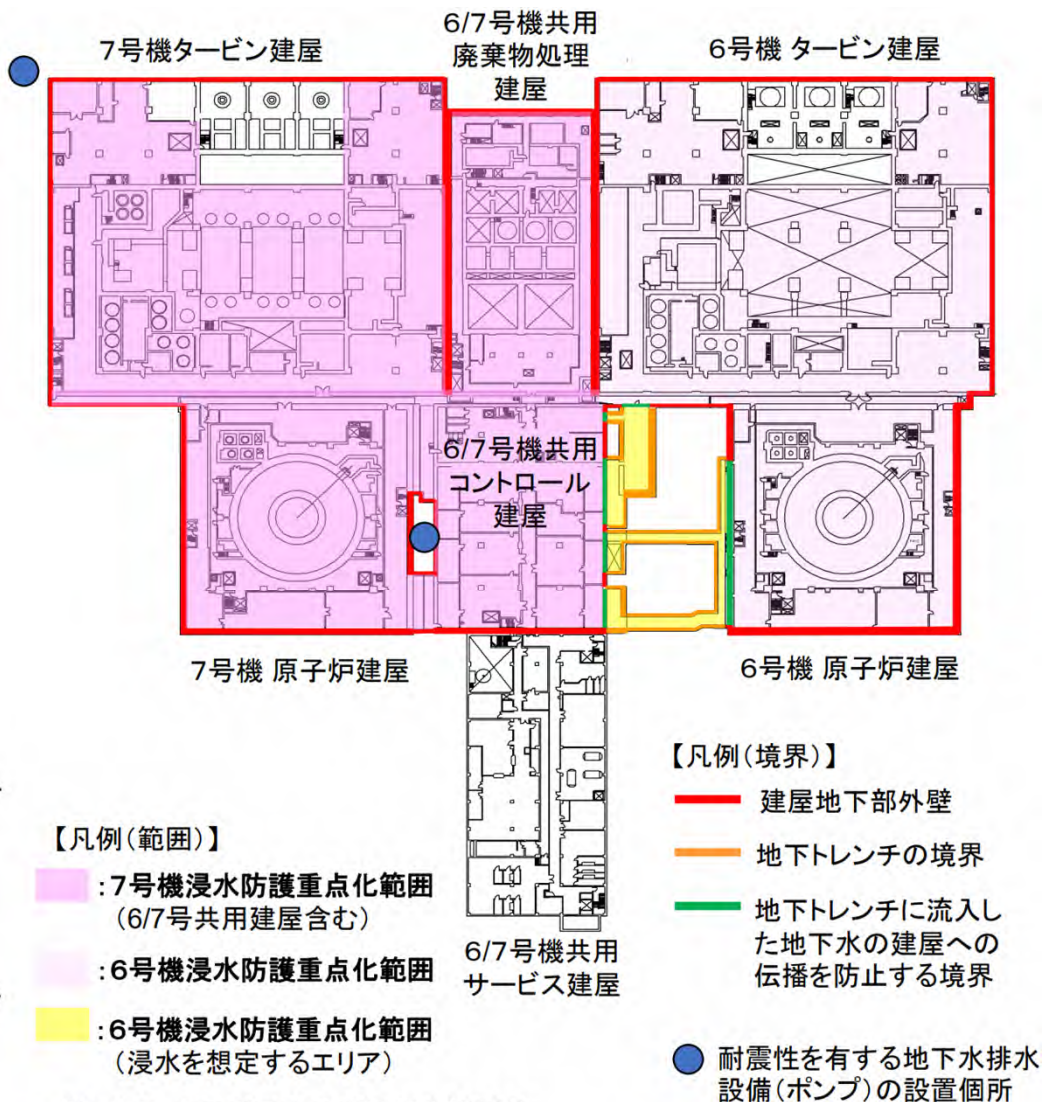 7号機タービン建屋
6/7号機共用
廃棄物処理
建屋
6号機 タービン建屋
6/7号機共用
コントロール
建屋
7号機 原子炉建屋
6号機 原子炉建屋
6/7号機共用
サービス建屋
【凡例(範囲)】
:7号機浸水防護重点化範囲
(6/7号共用建屋含む)
:6号機浸水防護重点化範囲
:6号機浸水防護重点化範囲
(浸水を想定するエリア)
【凡例(境界)】
建屋地下部外壁
地下トレンチの境界
地下トレンチに流入し
た地下水の建屋への
伝播を防止する境界
耐震性を有する地下水排水
設備(ポンプ)の設置個所